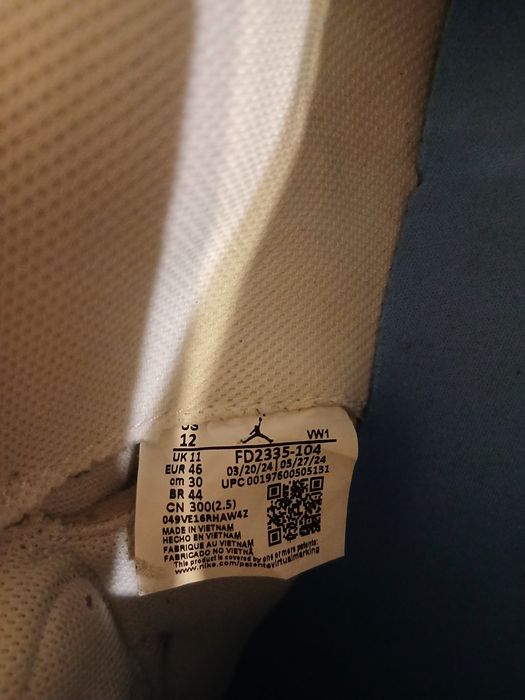 US
12
VW1
UK 11
FD2335-104
EUR 46
03/20/24 | 05/27/24
cm 30
UPC 00197600505131
BR 44
CN 300(2.5)
049VE16RHAW4Z
MADE IN VIETNAM
HECHO EN VIETNAM
FABRIQUE AU VIETNAM
FABRICADO NO VIETNÃ
This product is covered by one or more patents:
www.nike.com/patentsvirtualmarking